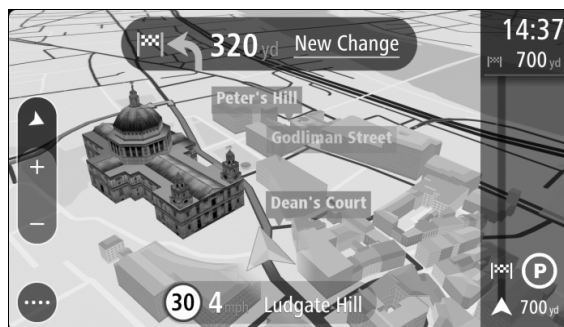 320 yd New Change
14:37
700 yd
Peter's Hill
Godliman Street
Dean's Court
+
−
P
30 4 mph Ludgate Hill
700 yd